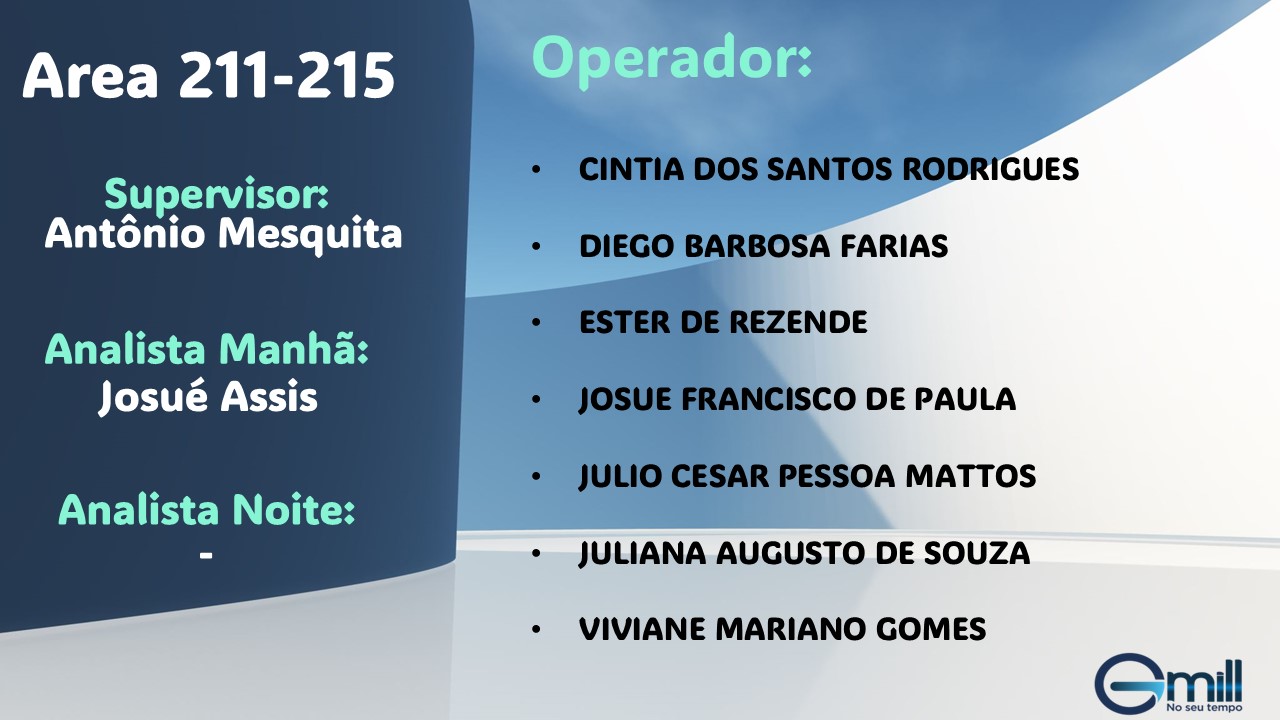 Area 211-215
Supervisor:
Antônio Mesquita
Analista Manhã:
Josué Assis
Analista Noite:
-
Operador:
• CINTIA DOS SANTOS RODRIGUES
• DIEGO BARBOSA FARIAS
• ESTER DE REZENDE
• JOSUE FRANCISCO DE PAULA
• JULIO CESAR PESSOA MATTOS
• JULIANA AUGUSTO DE SOUZA
• VIVIANE MARIANO GOMES
Gmill
No seu tempo